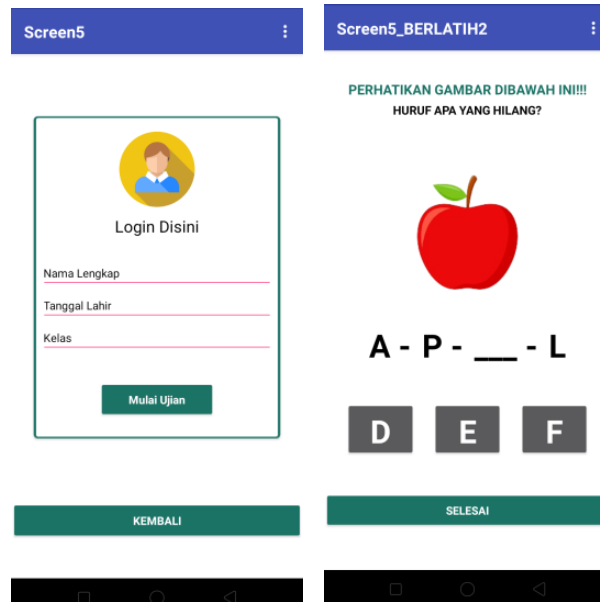 Screen5
Login Disini
Nama Lengkap
Tanggal Lahir
Kelas
Mulai Ujian
KEMBALI
Screen5_BERLATIH2
PERHATIKAN GAMBAR DIBAWAH INI!!!
HURUF APA YANG HILANG?
A - P - ___ - L
D E F
SELESAI